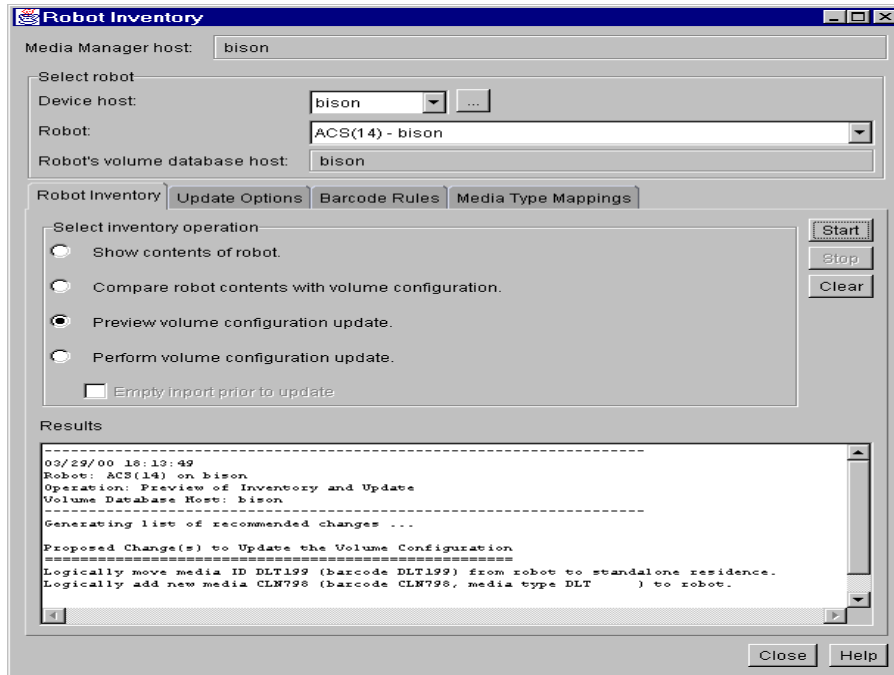 Robot Inventory
Media Manager host: bison
Select robot
Device host: bison ...
Robot: ACS(14) - bison
Robot's volume database host: bison
Robot Inventory Update Options Barcode Rules Media Type Mappings
Select inventory operation
Start
Show contents of robot.
Stop
Compare robot contents with volume configuration.
Clear
Preview volume configuration update.
Perform volume configuration update.
Empty inport prior to update
Results
--------------------------------------------------------------------------------
03/29/00 18:13:49
Robot: ACS(14) on bison
Operation: Preview of Inventory and Update
Volume Database Host: bison
--------------------------------------------------------------------------------
Generating list of recommended changes ...
Proposed Change(s) to Update the Volume Configuration
==============================================================
Logically move media ID DLT199 (barcode DLT199) from robot to standalone residence.
Logically add new media CLN798 (barcode CLN798, media type DLT      ) to robot.
Close Help